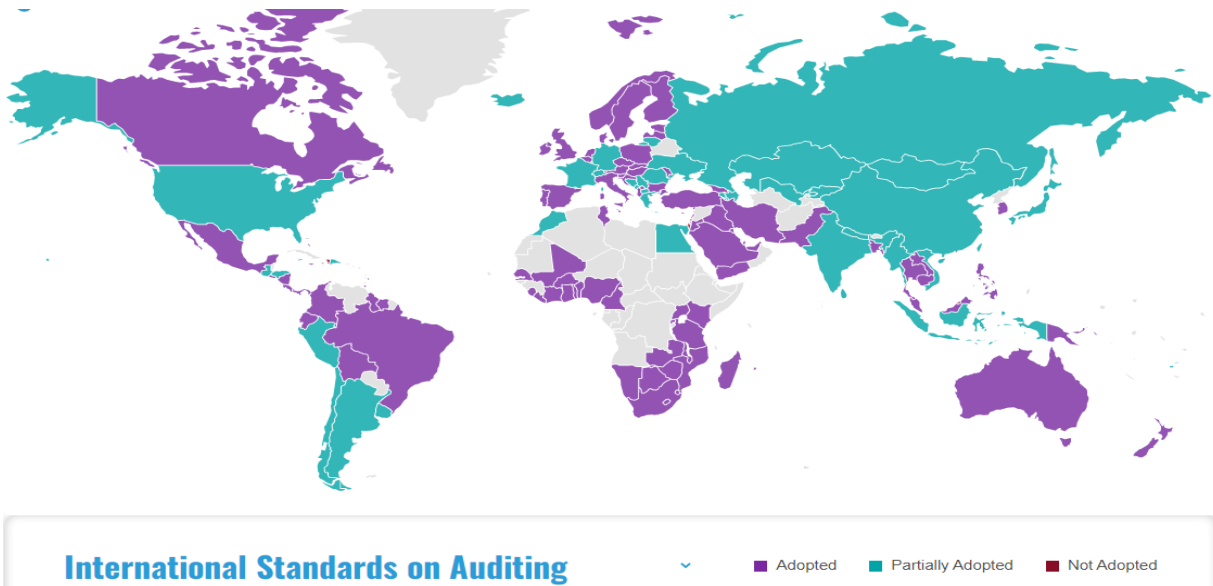 International Standards on Auditing
Adopted
Partially Adopted
Not Adopted